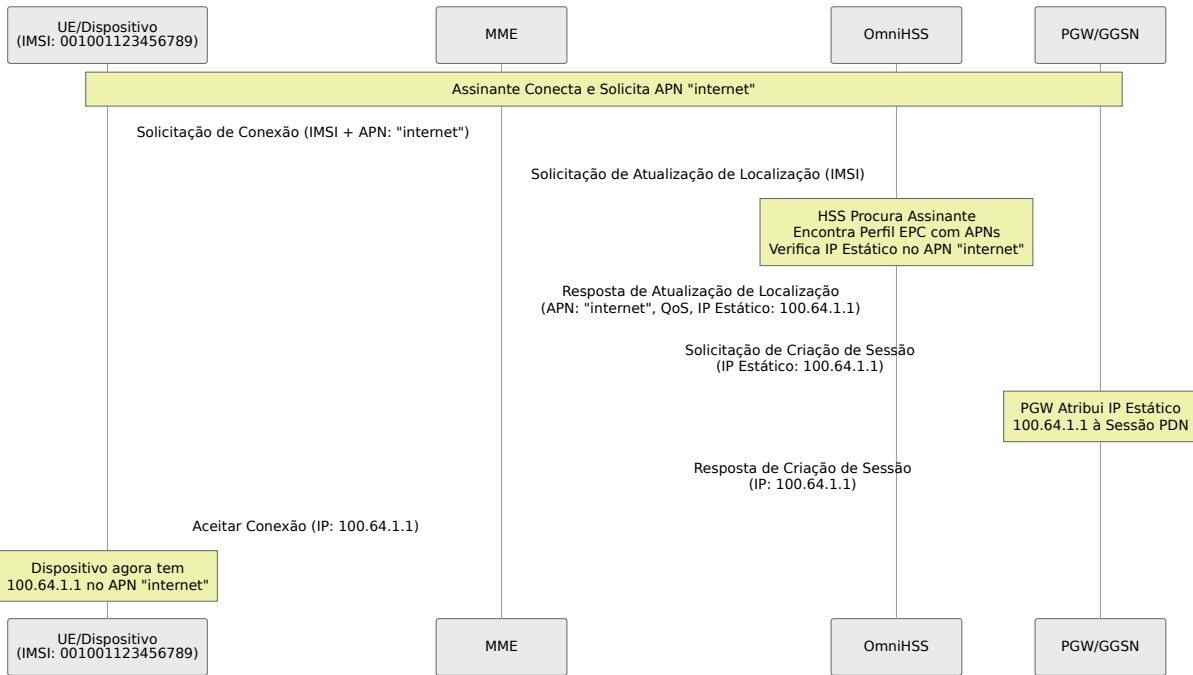 UE/Dispositivo
(IMSI: 001001123456789)
MME
OmniHSS
PGW/GGSN
Assinante Conecta e Solicita APN "internet"
Solicitação de Conexão (IMSI + APN: "internet")
Solicitação de Atualização de Localização (IMSI)
HSS Procura Assinante
Encontra Perfil EPC com APNs
Verifica IP Estático no APN "internet"
Resposta de Atualização de Localização
(APN: "internet", QoS, IP Estático: 100.64.1.1)
Solicitação de Criação de Sessão
(IP Estático: 100.64.1.1)
PGW Atribui IP Estático
100.64.1.1 à Sessão PDN
Resposta de Criação de Sessão
(IP: 100.64.1.1)
Aceitar Conexão (IP: 100.64.1.1)
Dispositivo agora tem
100.64.1.1 no APN "internet"
UE/Dispositivo
(IMSI: 001001123456789)
MME
OmniHSS
PGW/GGSN